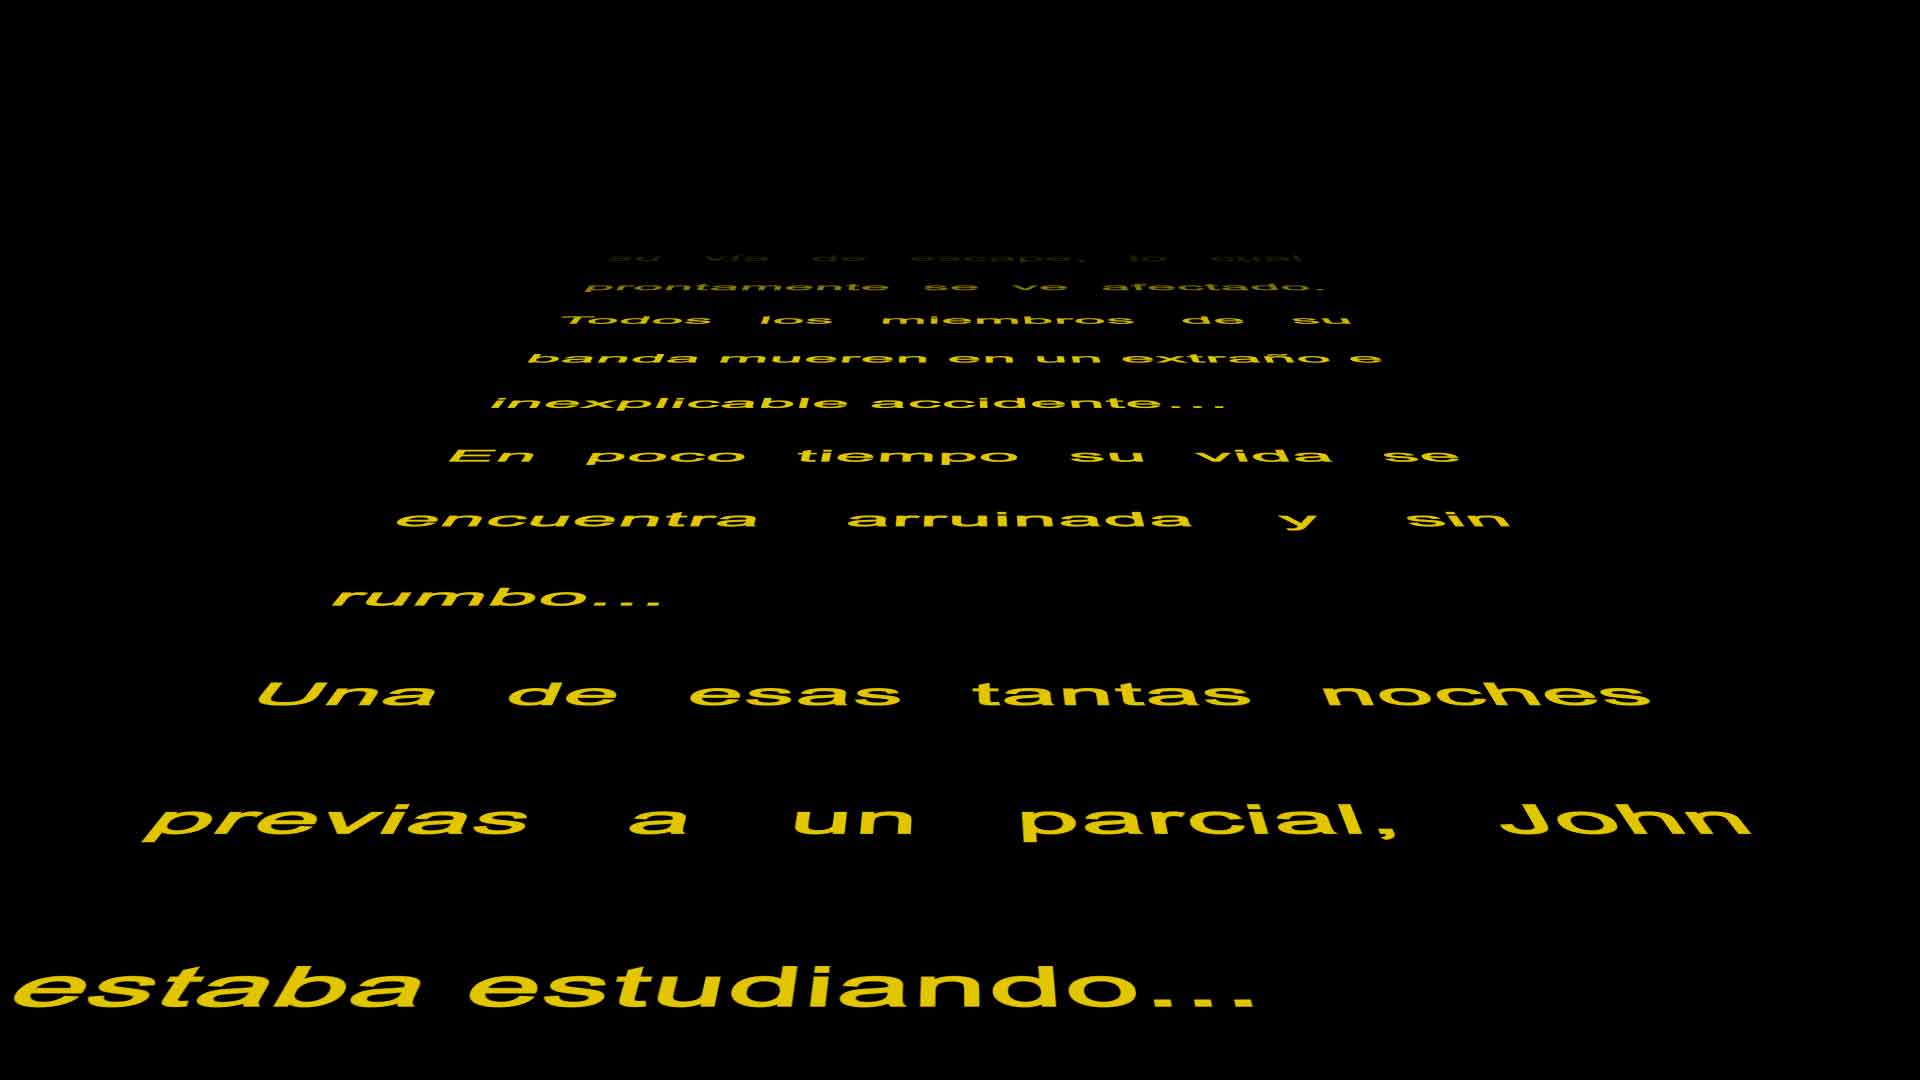 su vía de escape, lo cual
prontamente se ve afectado.
Todos los miembros de su
banda mueren en un extraño e
inexplicable accidente...
En poco tiempo su vida se
encuentra arruinada y sin
rumbo...
Una de esas tantas noches
previas a un parcial, John
estaba estudiando...